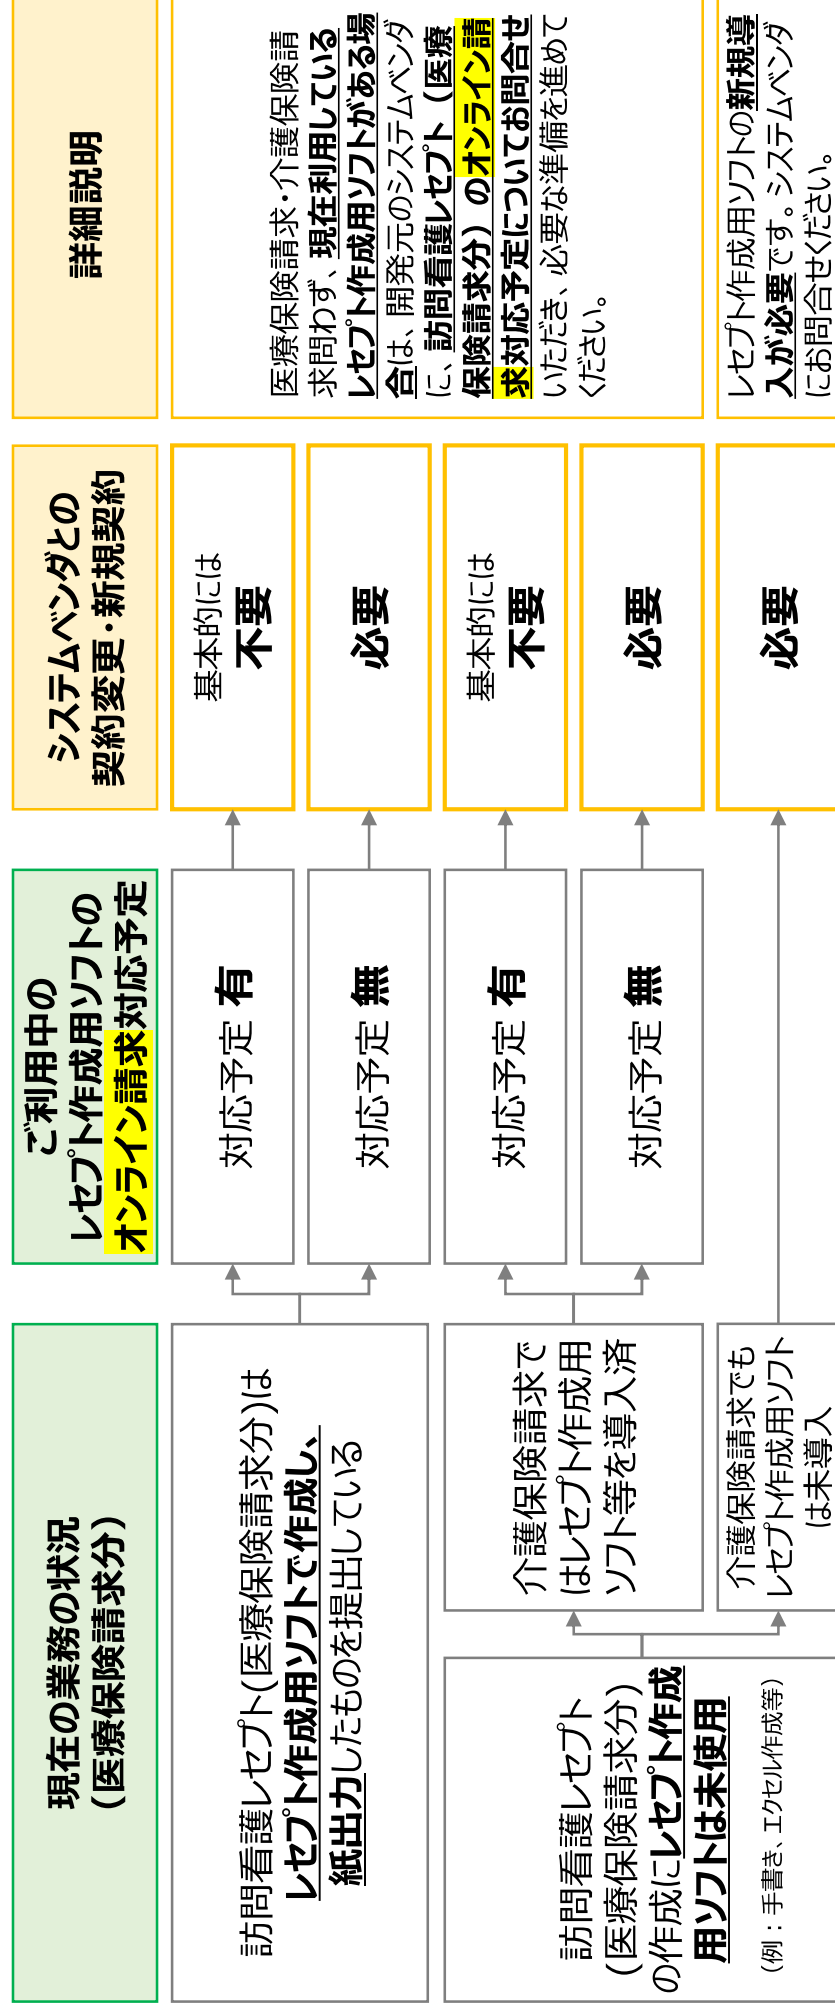 現在の業務の状況
(医療保険請求分)
ご利用中の
レセプト作成用ソフトの
オンライン請求対応予定
システムベンダとの
契約変更・新規契約
詳細説明
訪問看護レセプト(医療保険請求分)は
レセプト作成用ソフトで作成し、
紙出力したものを提出している
対応予定 有
基本的には
不要
対応予定 無
必要
訪問看護レセプト
(医療保険請求分)
の作成にレセプト作成
用ソフトは未使用
(例：手書き、エクセル作成等)
介護保険請求で
はレセプト作成用
ソフト等を導入済
対応予定 有
基本的には
不要
対応予定 無
必要
医療保険請求・介護保険請
求問わず、現在利用している
レセプト作成用ソフトがある場
合は、開発元のシステムベンダ
に、訪問看護レセプト（医療
保険請求分）のオンライン請
求対応予定についてお問合せ
いただき、必要な準備を進めて
ください。
介護保険請求でも
レセプト作成用ソフト
は未導入
必要
レセプト作成用ソフトの新規導
入が必要です。システムベンダ
にお問合せください。